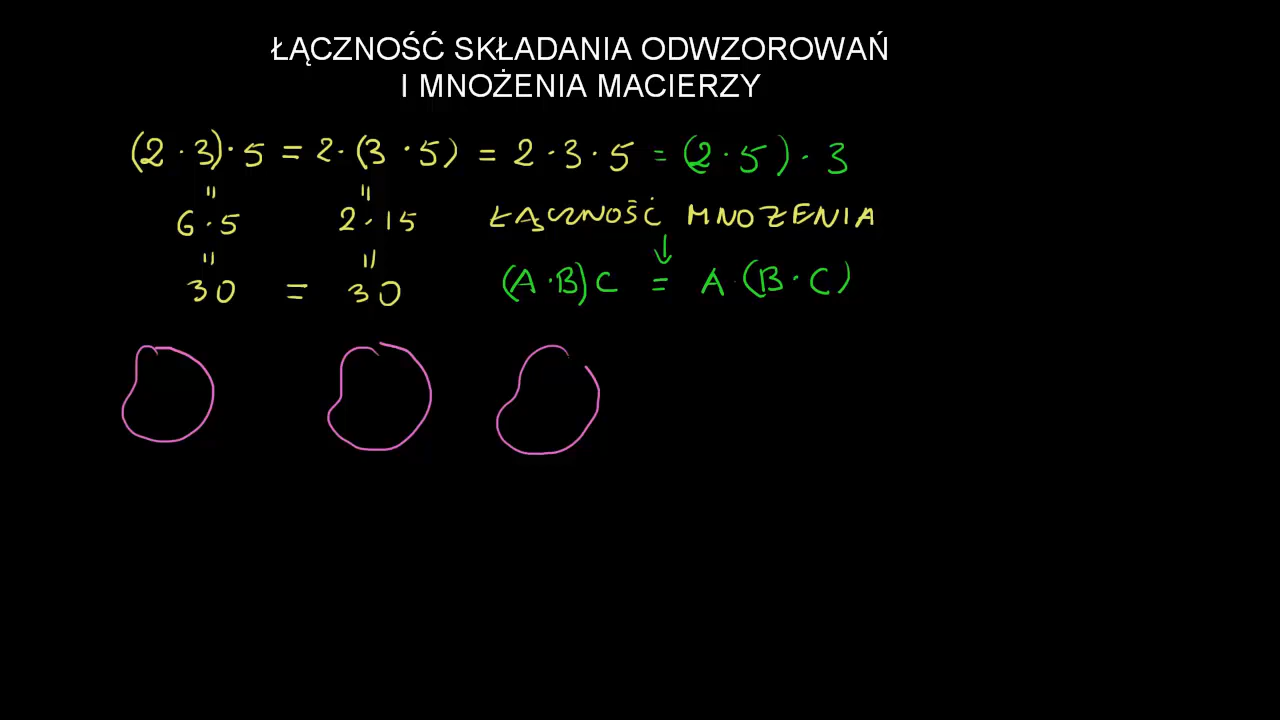 ŁĄCZNOŚĆ SKŁADANIA ODWZOROWAŃ
I MNOŻENIA MACIERZY
(2 · 3) · 5 = 2 · (3 · 5) = 2 · 3 · 5 = (2 · 5) · 3
= =
6 · 5 2 · 15 ŁĄCZNOŚĆ MNOŻENIA
= = ↓
30 = 30 (A · B) C = A · (B · C)